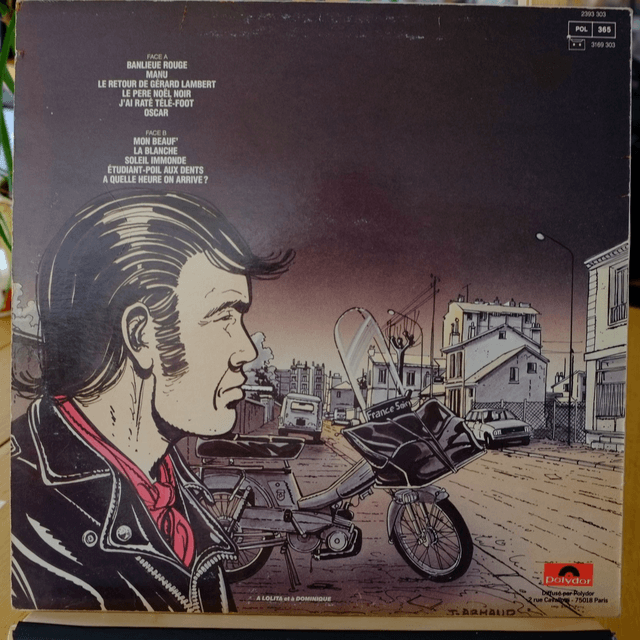 2393 303
POL 365
3169 303
FACE A
BANLIEUE ROUGE
MANU
LE RETOUR DE GÉRARD LAMBERT
LE PERE NOËL NOIR
J'AI RATÉ TÉLÉ-FOOT
OSCAR
FACE B
MON BEAUF'
LA BLANCHE
SOLEIL IMMONDE
ÉTUDIANT-POIL AUX DENTS
A QUELLE HEURE ON ARRIVE ?
France Soir
polydor
Diffusé par Polydor
2 rue Cavallotti - 75018 Paris
A LOLITA et à DOMINIQUE
D. ARMAUD